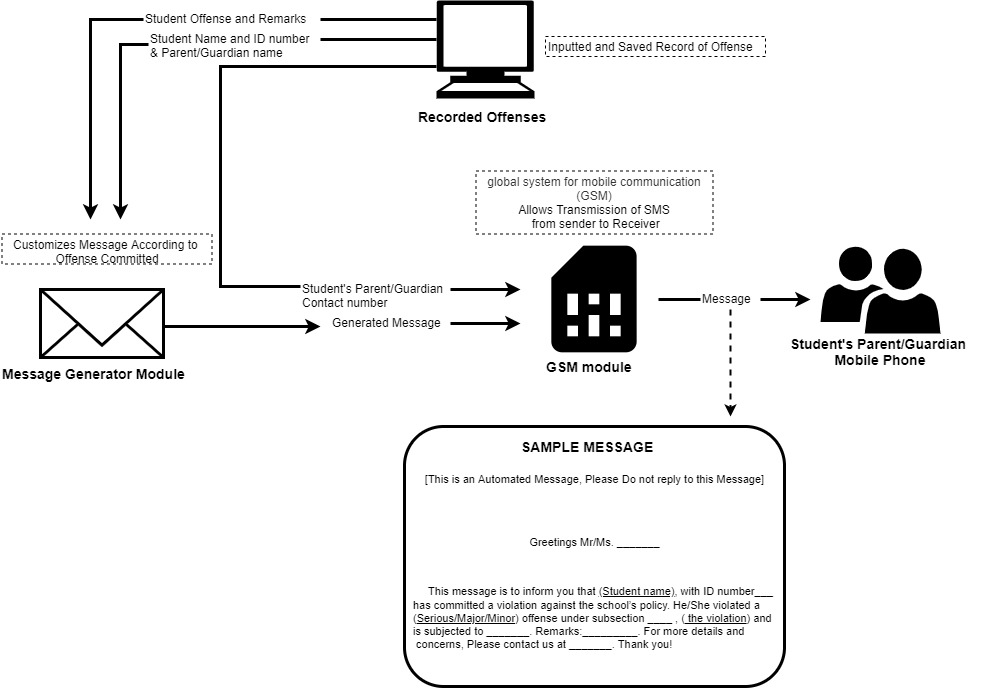 Student Offense and Remarks
Student Name and ID number
& Parent/Guardian name
Inputted and Saved Record of Offense
Recorded Offenses
global system for mobile communication
(GSM)
Allows Transmission of SMS
from sender to Receiver
Customizes Message According to
Offense Committed
Student's Parent/Guardian
Contact number
Generated Message
Message
Message Generator Module
GSM module
Student's Parent/Guardian
Mobile Phone
SAMPLE MESSAGE
[This is an Automated Message, Please Do not reply to this Message]
Greetings Mr/Ms. _______
This message is to inform you that (Student name), with ID number___
has committed a violation against the school's policy. He/She violated a
(Serious/Major/Minor) offense under subsection ____ , ( the violation) and
is subjected to _______. Remarks:_________. For more details and
concerns, Please contact us at _______. Thank you!